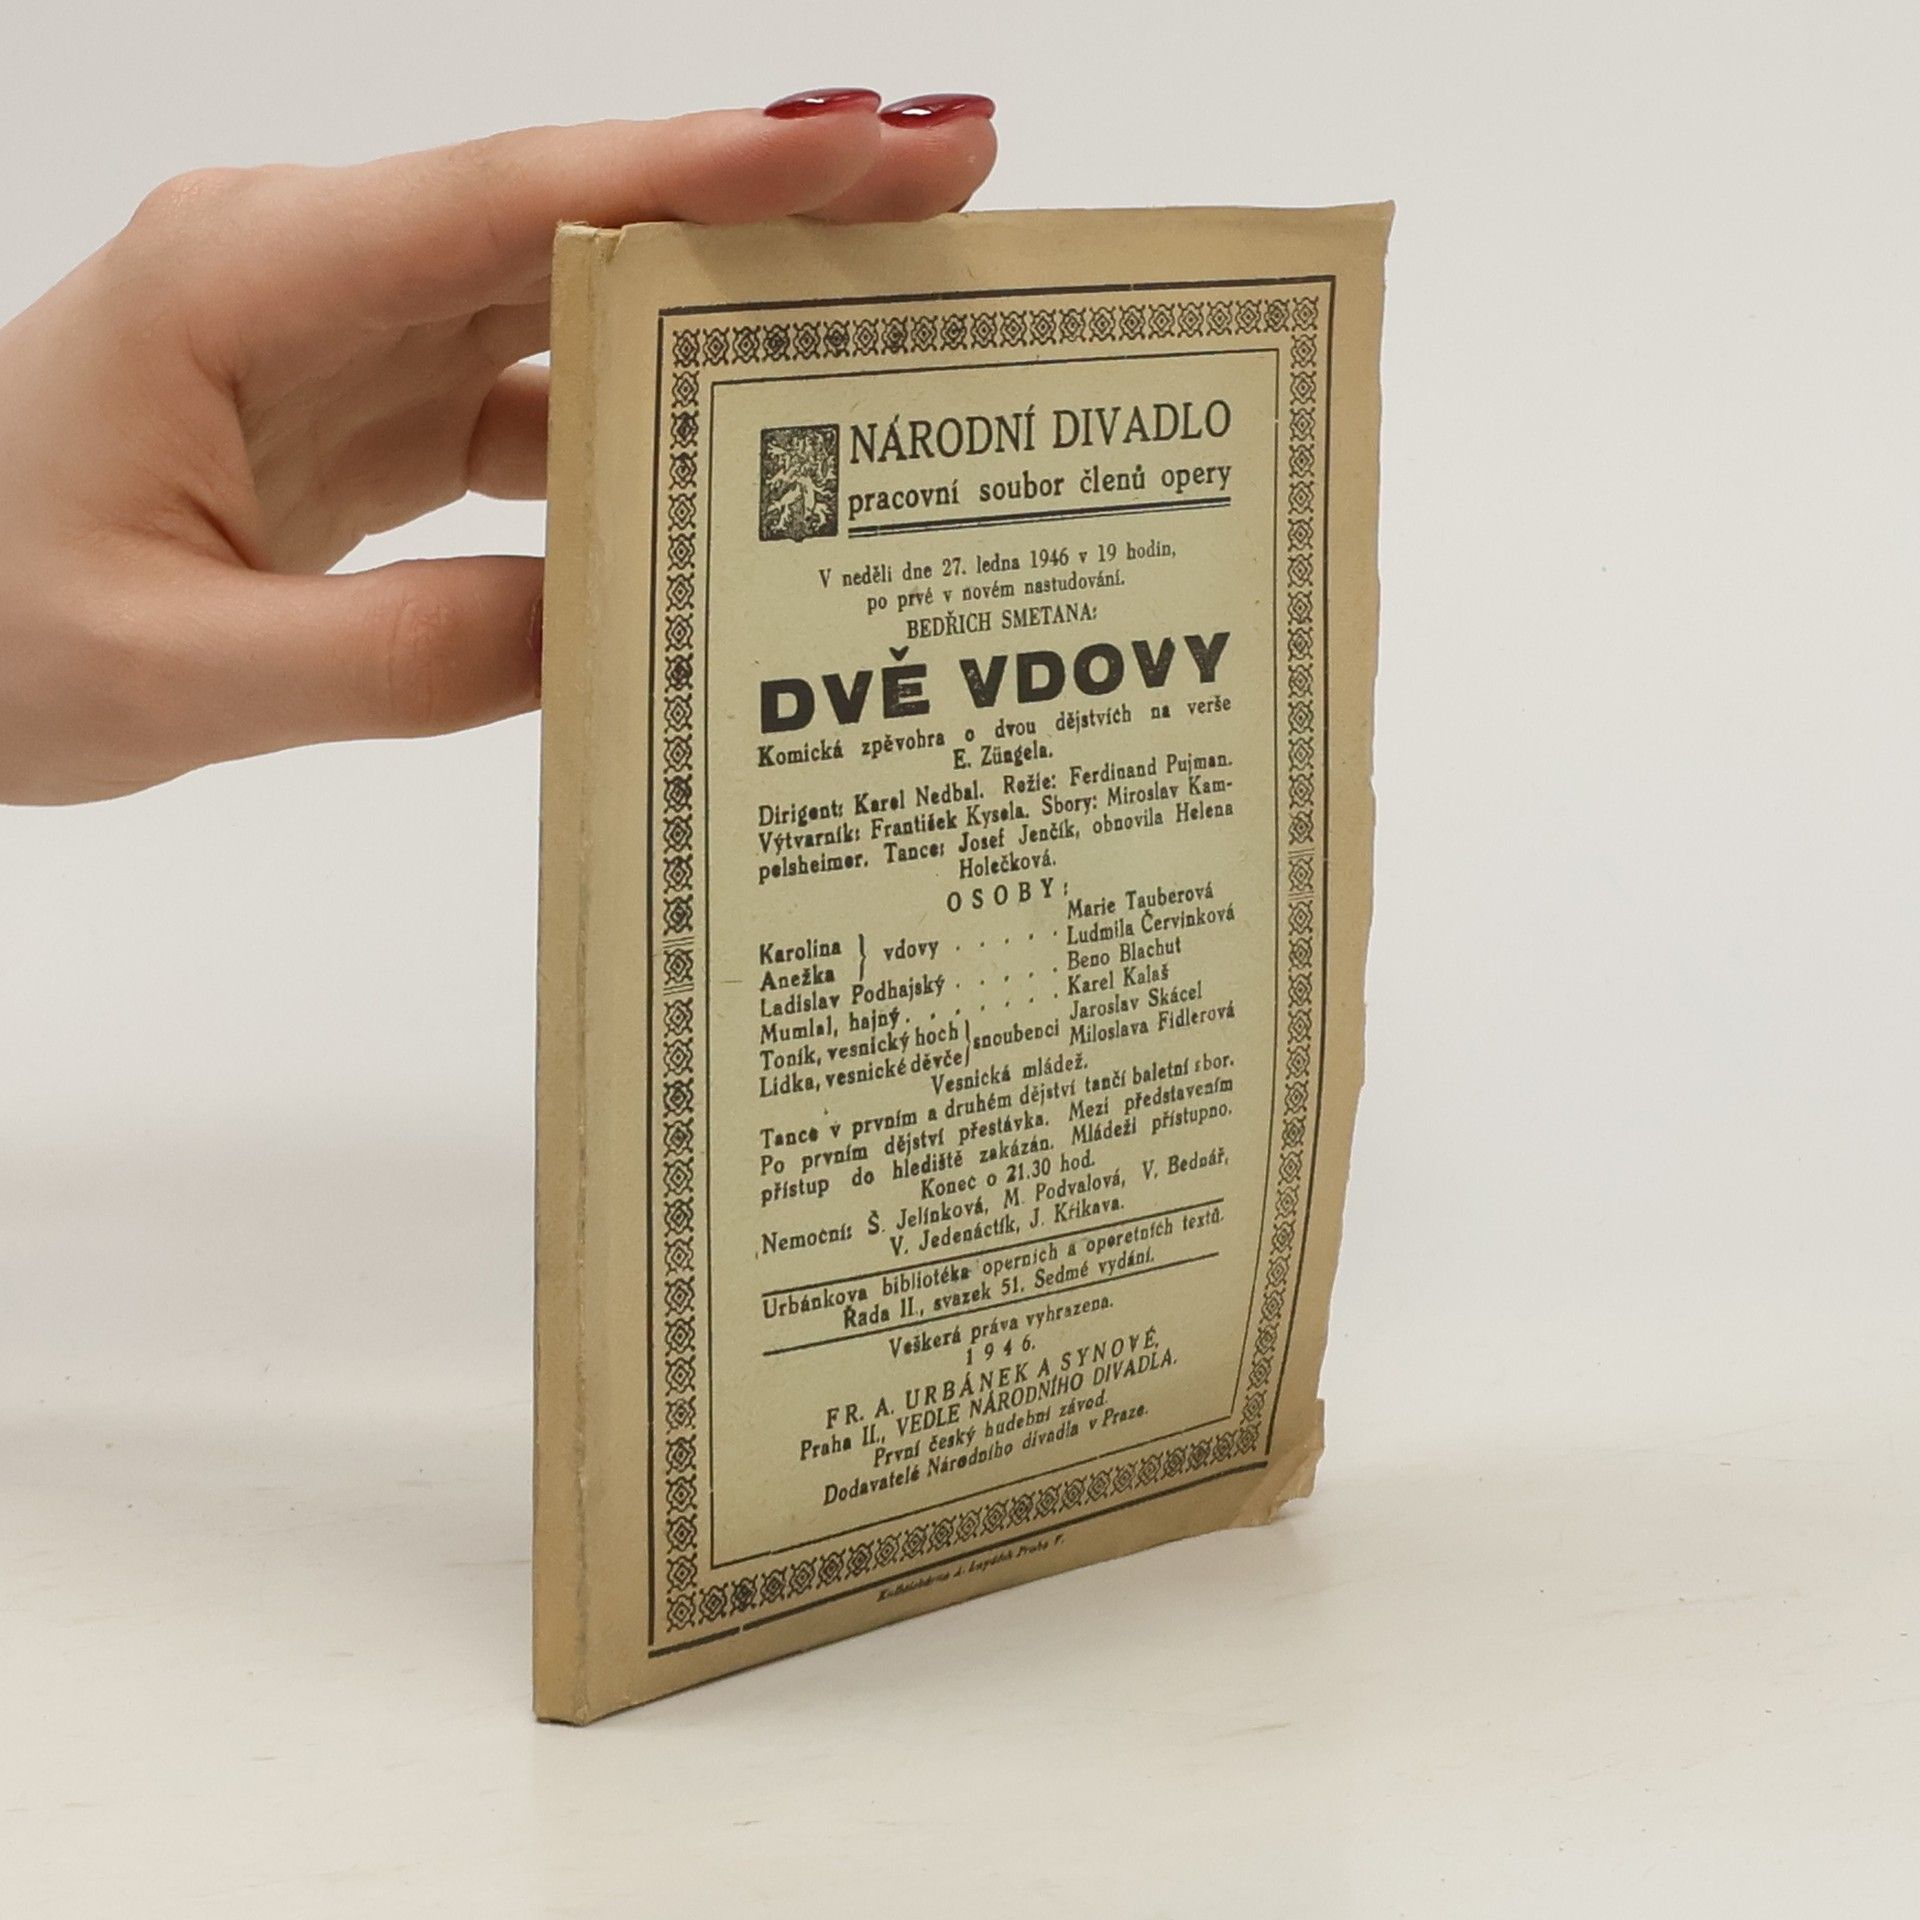 NÁRODNÍ DIVADLO
pracovní soubor členů opery
V neděli dne 27. ledna 1946 v 19 hodin,
po prvé v novém nastudování.
BEDŘICH SMETANA:
DVĚ VDOVY
Komická zpěvohra o dvou dějstvích na verše
E. Züngela.
Dirigent: Karel Nedbal. Režie: Ferdinand Pujman.
Výtvarník: František Kysela. Sbory: Miroslav Kam-
pelsheimer. Tance: Josef Jenčík, obnovila Helena
Holečková.
OSOBY:
Karolina } vdovy . . . . . Marie Tauberová
Anežka } Ludmila Červinková
Ladislav Podhajský . . . . . Beno Blachut
Mumlal, hajný . . . . . . . Karel Kalaš
Toník, vesnický hoch } snoubenci Jaroslav Skácel
Lidka, vesnické děvče } Miloslava Fidlerová
Vesnická mládež.
Tance v prvním a druhém dějství tančí baletní sbor.
Po prvním dějství přestávka. Mezi představením
přístup do hlediště zakázán. Mládeži přístupno.
Konec o 21.30 hod.
Nemocni: Š. Jelínková, M. Podvalová, V. Bednář,
V. Jedenáctík, J. Křikava.
Urbánkova bibliotéka operních a operetních textů.
Řada II., svazek 51. Sedmé vydání.
Veškerá práva vyhrazena.
1946.
FR. A. URBÁNEK A SYNOVÉ,
Praha II., VEDLE NÁRODNÍHO DIVADLA.
První český hudební závod.
Dodavatelé Národního divadla v Praze.
Knihtiskárna A. Lapáček Praha V.